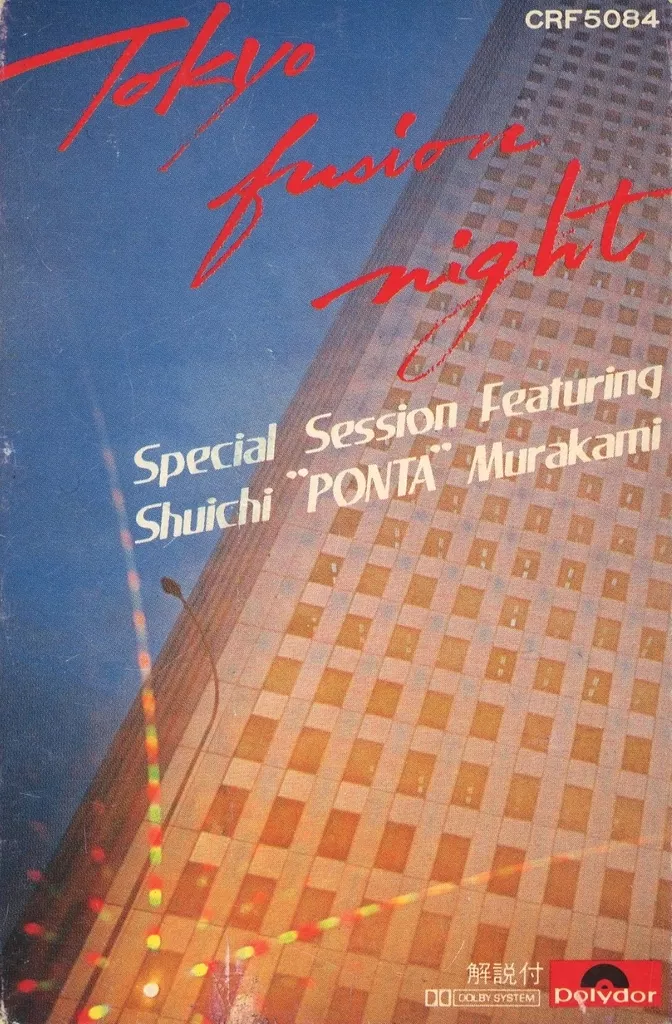 CRF5084
Tokyo
fusion
night
Special Session Featuring
Shuichi "PONTA" Murakami
解説付
DOLBY SYSTEM
Polydor